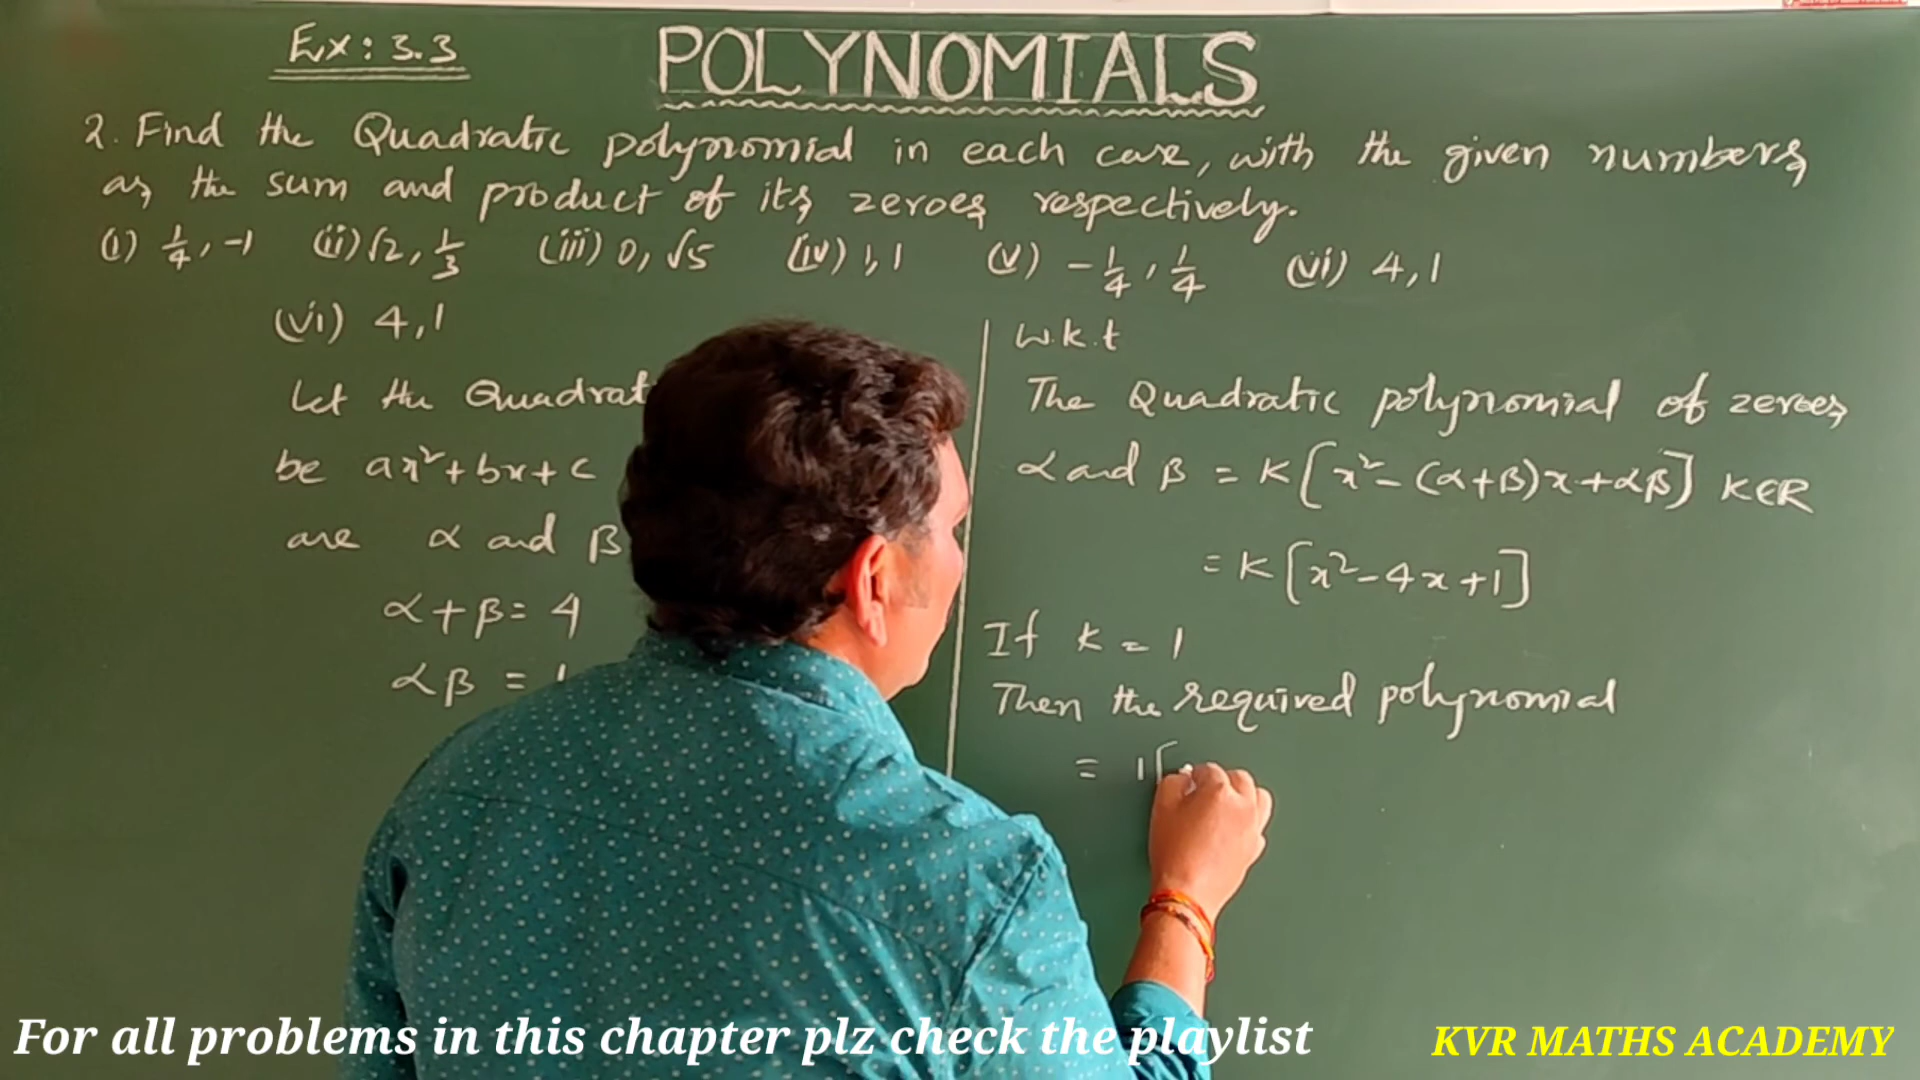 Ex: 3.3
POLYNOMIALS
2. Find the Quadratic polynomial in each case, with the given numbers
as the sum and product of its zeroes respectively.
(i) 1/4, -1 (ii) √2, 1/3 (iii) 0, √5 (iv) 1, 1 (v) -1/4, 1/4 (vi) 4, 1
(vi) 4, 1
Let the Quadrat
be ax²+bx+c
are α and β
α+β = 4
αβ = 1
w.k.t
The Quadratic polynomial of zeroes
α and β = K[x²-(α+β)x+αβ] K∈R
= K[x²-4x+1]
If K = 1
Then the required polynomial
= 1[
For all problems in this chapter plz check the playlist
KVR MATHS ACADEMY